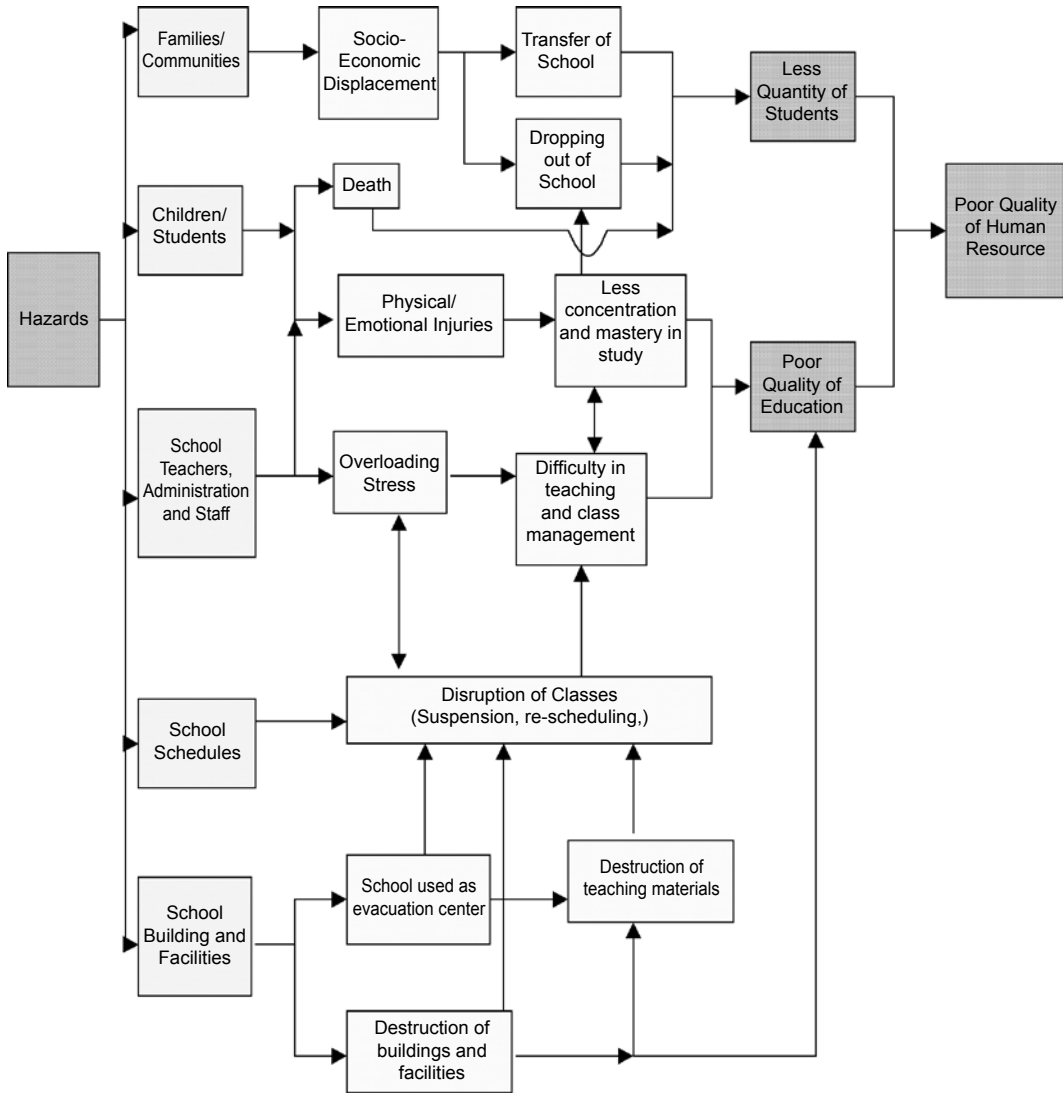 Families/
Communities
Socio-
Economic
Displacement
Transfer of
School
Less
Quantity of
Students
Dropping
out of
School
Death
Children/
Students
Poor Quality
of Human
Resource
Hazards
Physical/
Emotional Injuries
Less
concentration
and mastery in
study
Poor
Quality of
Education
School
Teachers,
Administration
and Staff
Overloading
Stress
Difficulty in
teaching
and class
management
Disruption of Classes
(Suspension, re-scheduling,)
School
Schedules
School used as
evacuation center
Destruction of
teaching materials
School
Building and
Facilities
Destruction of
buildings and
facilities